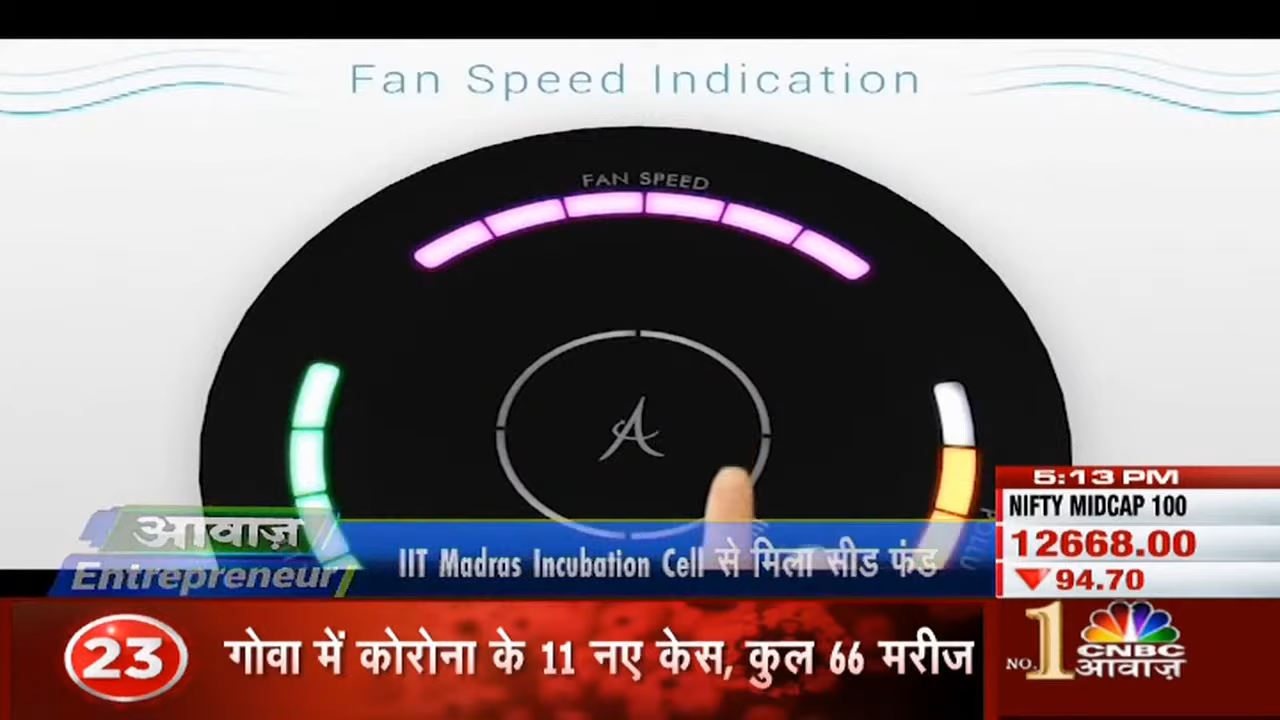 Fan Speed Indication
FAN SPEED
आवाज़
Entrepreneur
IIT Madras Incubation Cell से मिला सीड फंड
5:13 PM
NIFTY MIDCAP 100
12668.00
94.70
23
गोवा में कोरोना के 11 नए केस, कुल 66 मरीज
NO.1
CNBC
आवाज़